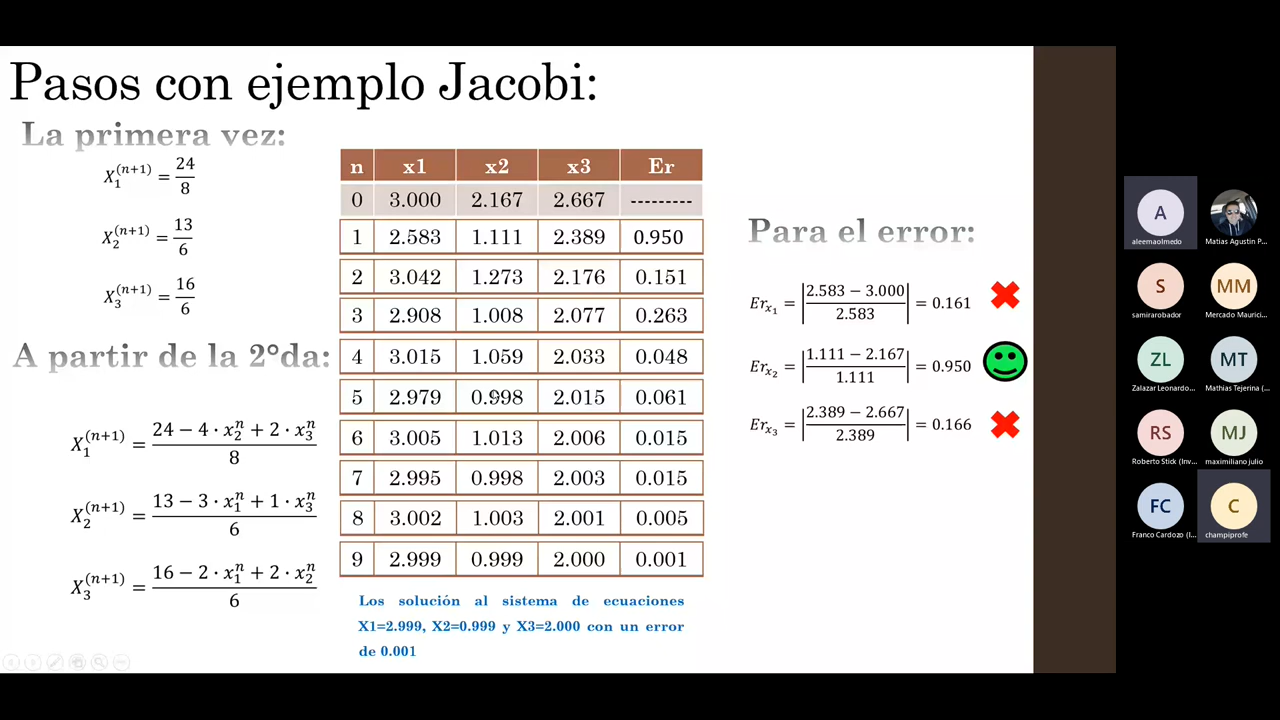 Pasos con ejemplo Jacobi:
La primera vez:
X₁⁽ⁿ⁺¹⁾ = 24/8
X₂⁽ⁿ⁺¹⁾ = 13/6
X₃⁽ⁿ⁺¹⁾ = 16/6
A partir de la 2°da:
X₁⁽ⁿ⁺¹⁾ = (24 − 4 · x₂ⁿ + 2 · x₃ⁿ)/8
X₂⁽ⁿ⁺¹⁾ = (13 − 3 · x₁ⁿ + 1 · x₃ⁿ)/6
X₃⁽ⁿ⁺¹⁾ = (16 − 2 · x₁ⁿ + 2 · x₂ⁿ)/6
n x1 x2 x3 Er
0 3.000 2.167 2.667 ---------
1 2.583 1.111 2.389 0.950
2 3.042 1.273 2.176 0.151
3 2.908 1.008 2.077 0.263
4 3.015 1.059 2.033 0.048
5 2.979 0.998 2.015 0.061
6 3.005 1.013 2.006 0.015
7 2.995 0.998 2.003 0.015
8 3.002 1.003 2.001 0.005
9 2.999 0.999 2.000 0.001
Los solución al sistema de ecuaciones
X1=2.999, X2=0.999 y X3=2.000 con un error
de 0.001
Para el error:
Erₓ₁ = |(2.583 − 3.000)/2.583| = 0.161
Erₓ₂ = |(1.111 − 2.167)/1.111| = 0.950
Erₓ₃ = |(2.389 − 2.667)/2.389| = 0.166
A
aleemaolmedo
Matias Agustin P...
S
samirarobador
MM
Mercado Maurici...
ZL
Zalazar Leonardo...
MT
Mathias Tejerina (...
RS
Roberto Stick (Inv...
MJ
maximiliano julio
FC
Franco Cardozo (I...
C
champiprofe